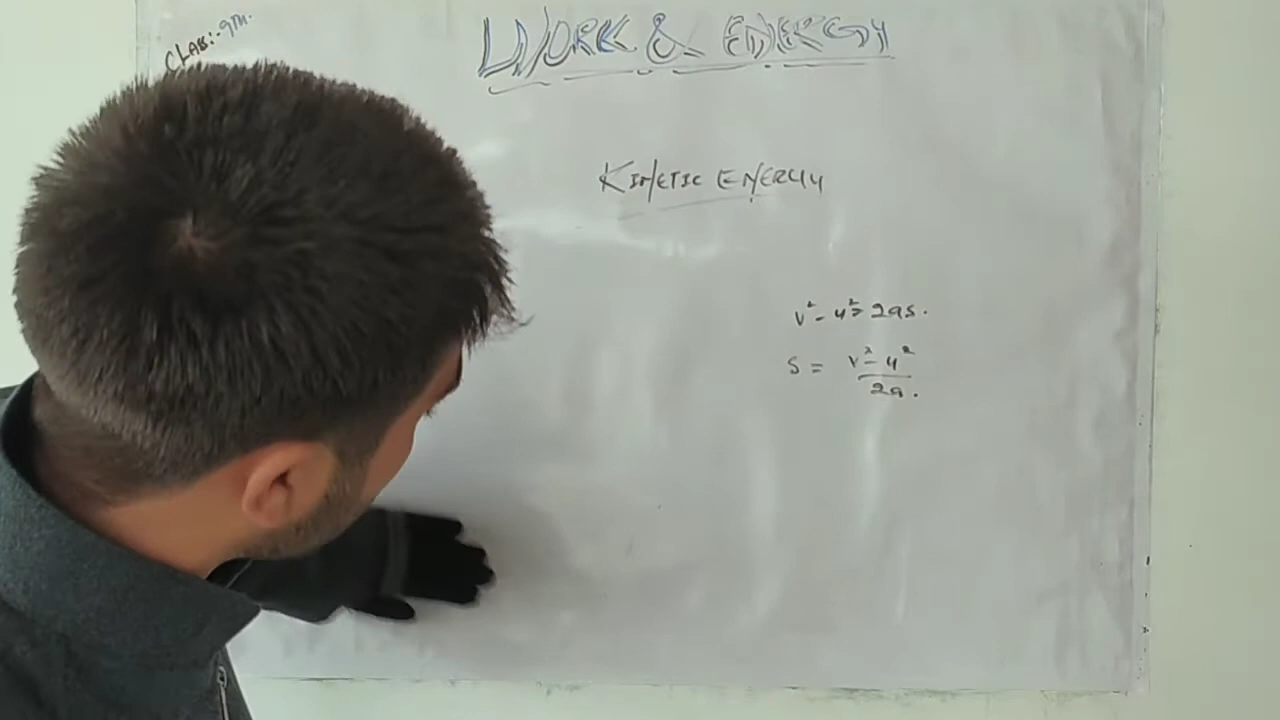 CLASS:-9TH.
WORK & ENERGY
KINETIC ENERGY
v² - u² = 2as.
S = v² - u² / 2a.